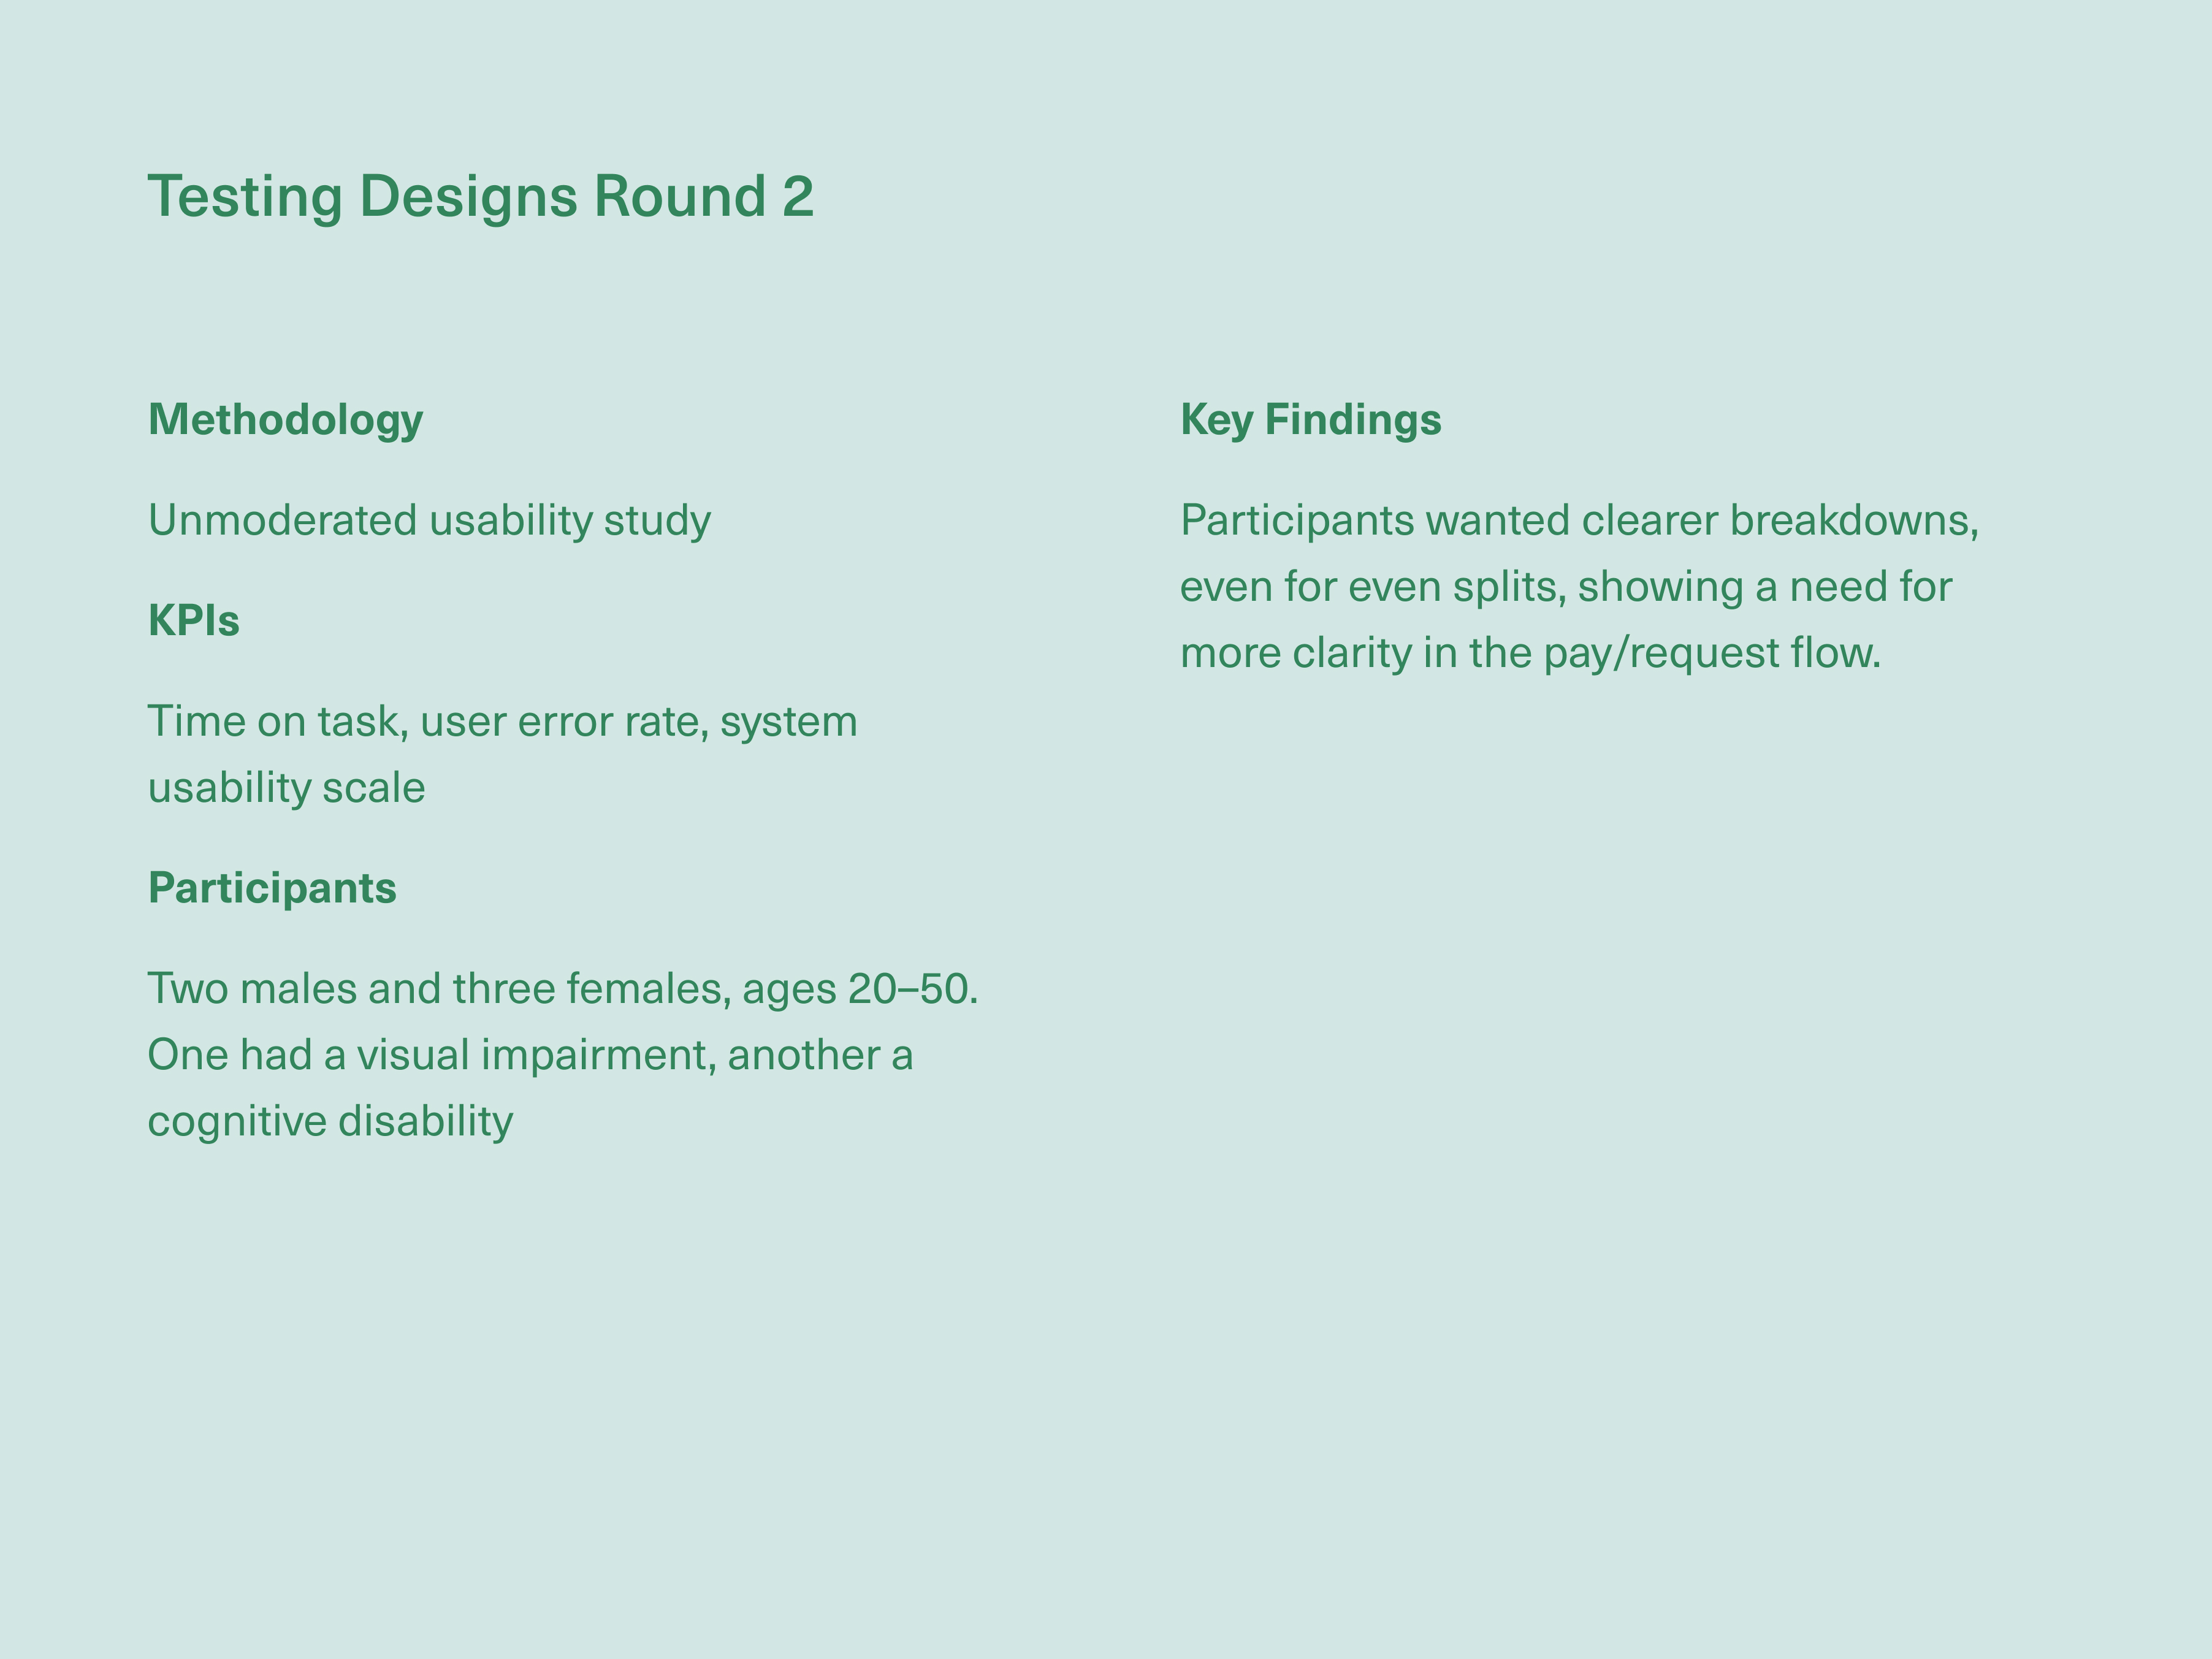 Testing Designs Round 2
Methodology
Unmoderated usability study
KPIs
Time on task, user error rate, system
usability scale
Participants
Two males and three females, ages 20–50.
One had a visual impairment, another a
cognitive disability
Key Findings
Participants wanted clearer breakdowns,
even for even splits, showing a need for
more clarity in the pay/request flow.